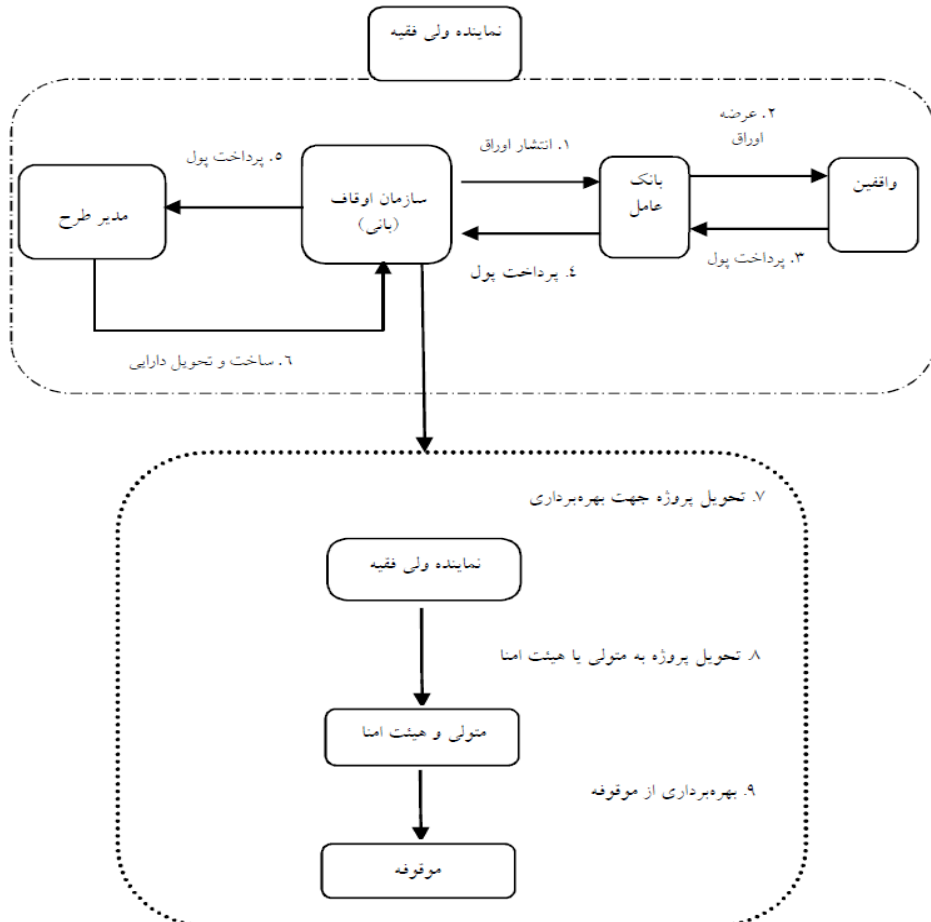 نماینده ولی فقیه
۲. عرضه
اوراق
۱. انتشار اوراق
۵. پرداخت پول
واقفین
بانک
عامل
سازمان اوقاف
(بانی)
مدیر طرح
۳. پرداخت پول
۴. پرداخت پول
۶. ساخت و تحویل دارایی
۷. تحویل پروژه جهت بهره‌برداری
نماینده ولی فقیه
۸. تحویل پروژه به متولی یا هیئت امنا
متولی و هیئت امنا
۹. بهره‌برداری از موقوفه
موقوفه